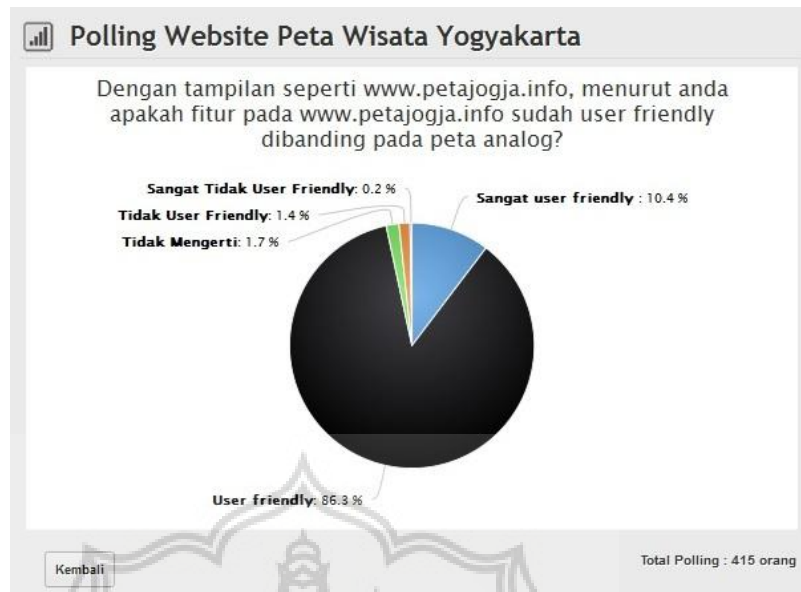 Polling Website Peta Wisata Yogyakarta
Dengan tampilan seperti www.petajogja.info, menurut anda
apakah fitur pada www.petajogja.info sudah user friendly
dibanding pada peta analog?
Sangat Tidak User Friendly: 0.2 %
Sangat user friendly : 10.4 %
Tidak User Friendly: 1.4 %
Tidak Mengerti: 1.7 %
User friendly: 86.3 %
Kembali
Total Polling : 415 orang